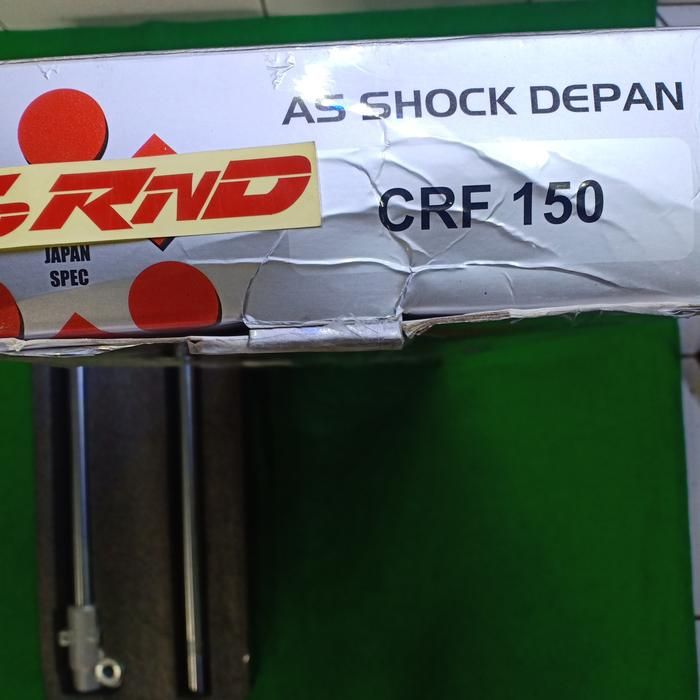 AS SHOCK DEPAN
RND
CRF 150
JAPAN
SPEC